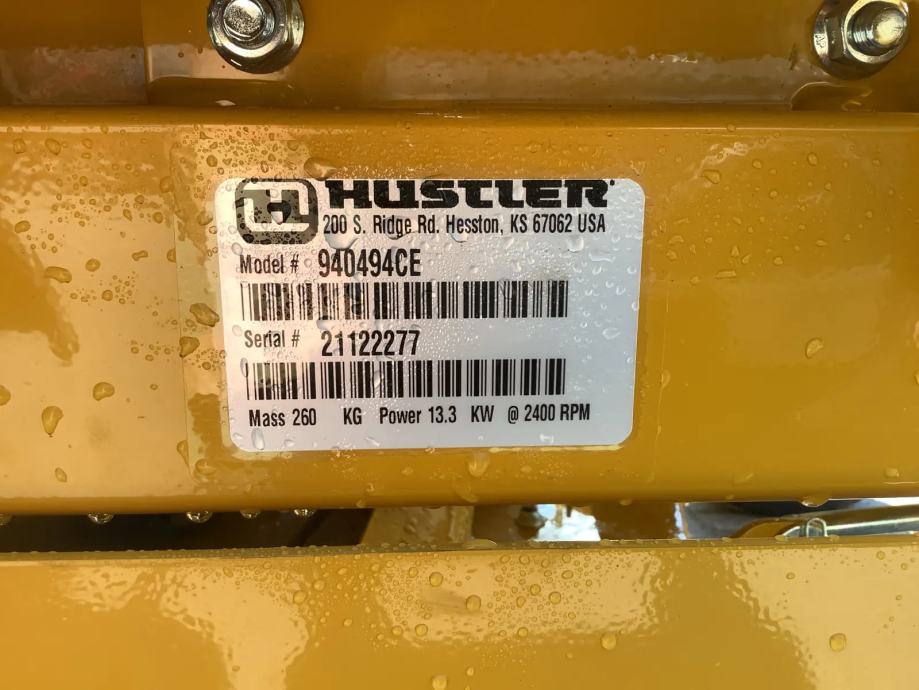 H HUSTLER
200 S. Ridge Rd. Hesston, KS 67062 USA
Model # 940494CE
Serial # 21122277
Mass 260 KG Power 13.3 KW @ 2400 RPM